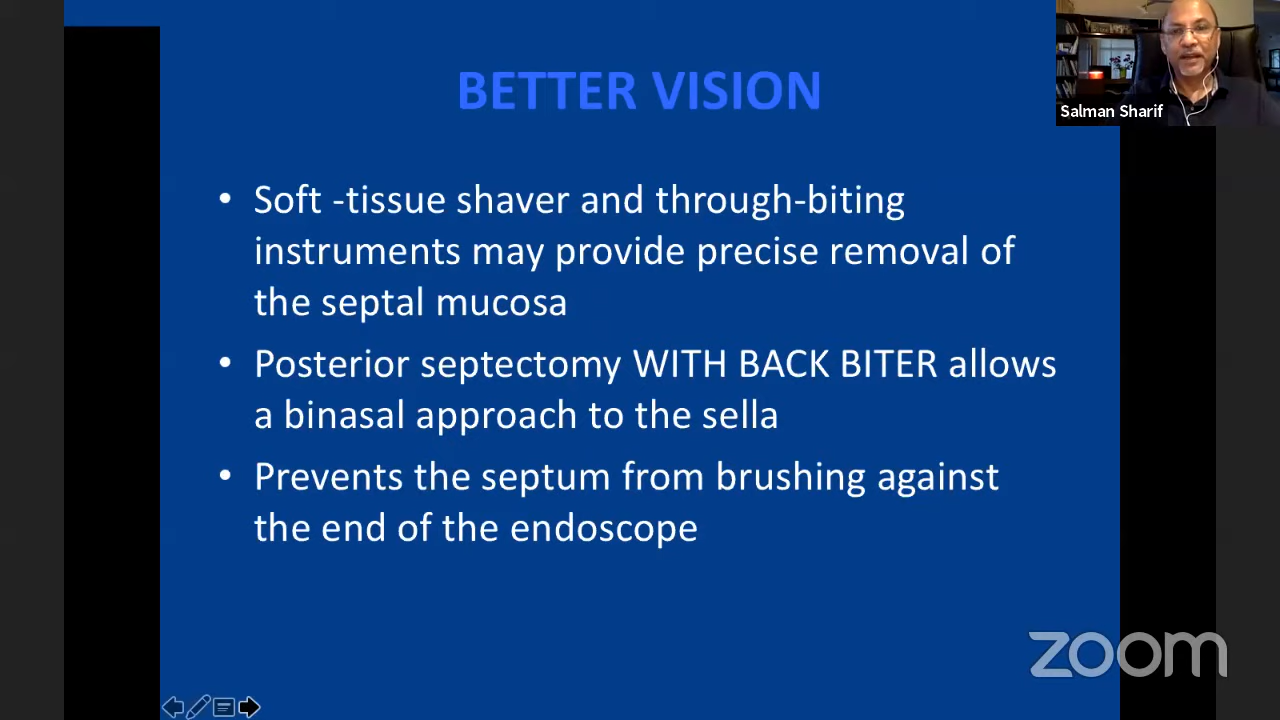 BETTER VISION
Salman Sharif
• Soft -tissue shaver and through-biting
instruments may provide precise removal of
the septal mucosa
• Posterior septectomy WITH BACK BITER allows
a binasal approach to the sella
• Prevents the septum from brushing against
the end of the endoscope
zoom